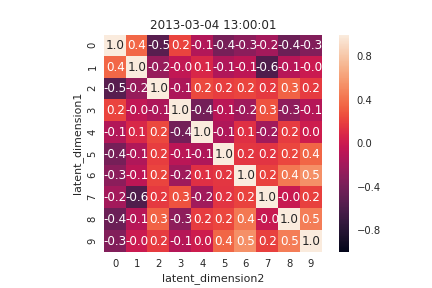 2013-03-04 13:00:01
latent_dimension1
0 1.0 0.4 -0.5 0.2 -0.1 -0.4 -0.3 -0.2 -0.4 -0.3
1 0.4 1.0 -0.2 -0.0 0.1 -0.1 -0.1 -0.6 -0.1 -0.0
2 -0.5 -0.2 1.0 -0.1 0.2 0.2 0.2 0.2 0.3 0.2
3 0.2 -0.0 -0.1 1.0 -0.4 -0.1 -0.2 0.3 -0.3 -0.1
4 -0.1 0.1 0.2 -0.4 1.0 -0.1 0.1 -0.2 0.2 0.0
5 -0.4 -0.1 0.2 -0.1 -0.1 1.0 0.2 0.2 0.2 0.4
6 -0.3 -0.1 0.2 -0.2 0.1 0.2 1.0 0.2 0.4 0.5
7 -0.2 -0.6 0.2 0.3 -0.2 0.2 0.2 1.0 -0.0 0.2
8 -0.4 -0.1 0.3 -0.3 0.2 0.2 0.4 -0.0 1.0 0.5
9 -0.3 -0.0 0.2 -0.1 0.0 0.4 0.5 0.2 0.5 1.0
0 1 2 3 4 5 6 7 8 9
latent_dimension2
0.8
0.4
0.0
-0.4
-0.8